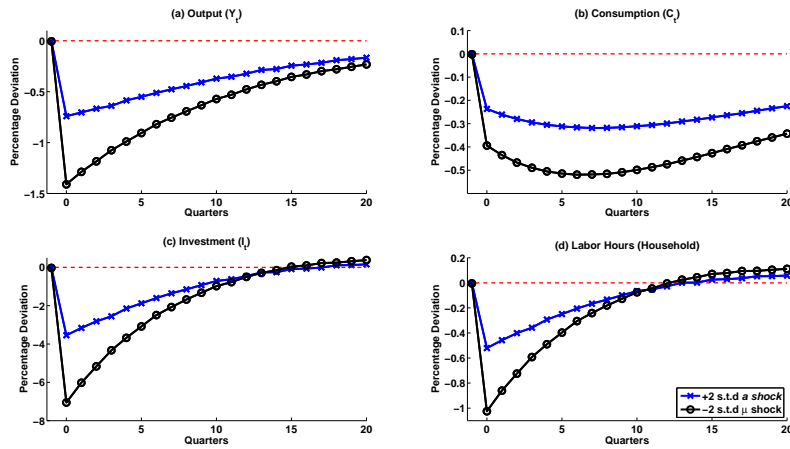 (a) Output (Y_t)
0
−0.5
−1
−1.5
Percentage Deviation
0 5 10 15 20
Quarters
(b) Consumption (C_t)
0.1
0
−0.1
−0.2
−0.3
−0.4
−0.5
Percentage Deviation
0 5 10 15 20
Quarters
(c) Investment (I_t)
0
−2
−4
−6
−8
Percentage Deviation
0 5 10 15 20
Quarters
(d) Labor Hours (Household)
0.2
0
−0.2
−0.4
−0.6
−0.8
−1
Percentage Deviation
0 5 10 15 20
Quarters
+2 s.t.d a shock
−2 s.t.d μ shock